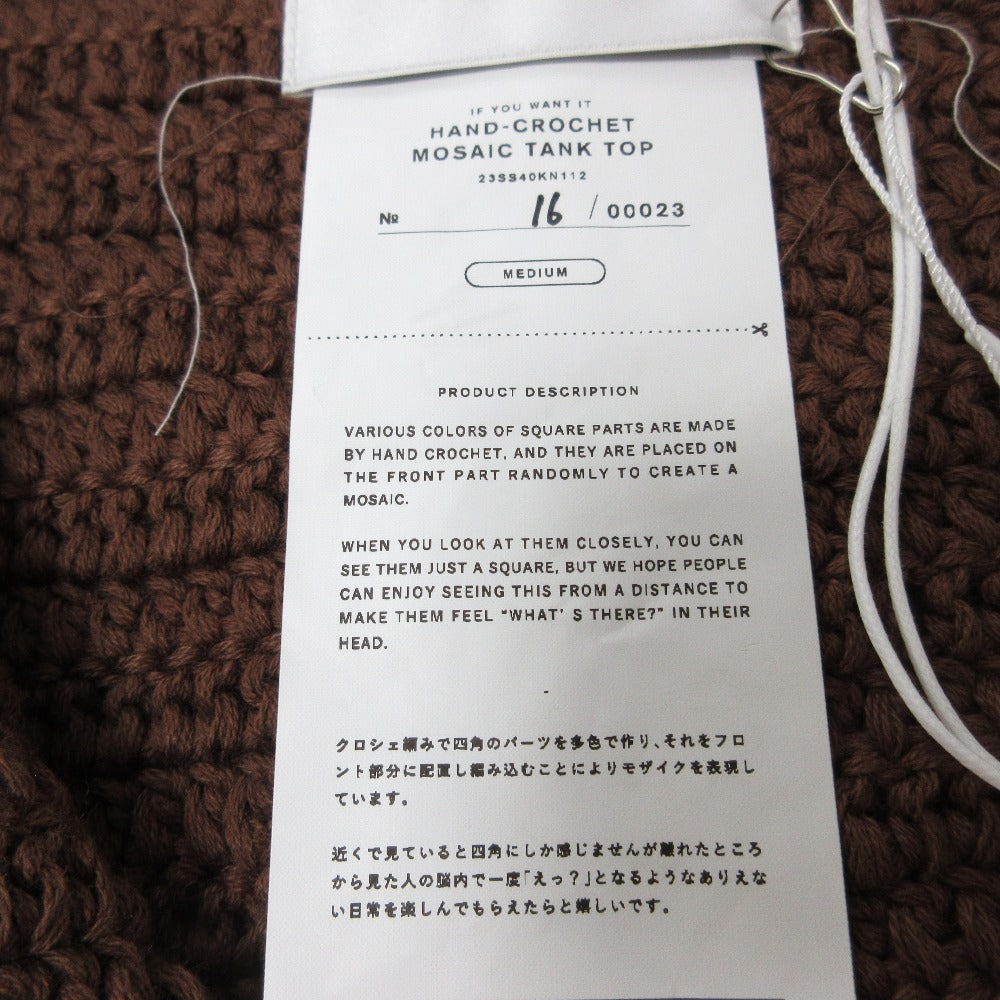 IF YOU WANT IT
HAND-CROCHET
MOSAIC TANK TOP
23SS40KN112
№ 16 / 00023
MEDIUM
PRODUCT DESCRIPTION
VARIOUS COLORS OF SQUARE PARTS ARE MADE
BY HAND CROCHET, AND THEY ARE PLACED ON
THE FRONT PART RANDOMLY TO CREATE A
MOSAIC.
WHEN YOU LOOK AT THEM CLOSELY, YOU CAN
SEE THEM JUST A SQUARE, BUT WE HOPE PEOPLE
CAN ENJOY SEEING THIS FROM A DISTANCE TO
MAKE THEM FEEL “WHAT’ S THERE?” IN THEIR
HEAD.
-
クロシェ編みで四角のパーツを多色で作り、それをフロ
ント部分に配置し編み込むことによりモザイクを表現し
ています。
近くで見ていると四角にしか感じませんが離れたところ
から見た人の脳内で一度「えっ?」となるようなありえな
い日常を楽しんでもらえたらと嬉しいです。